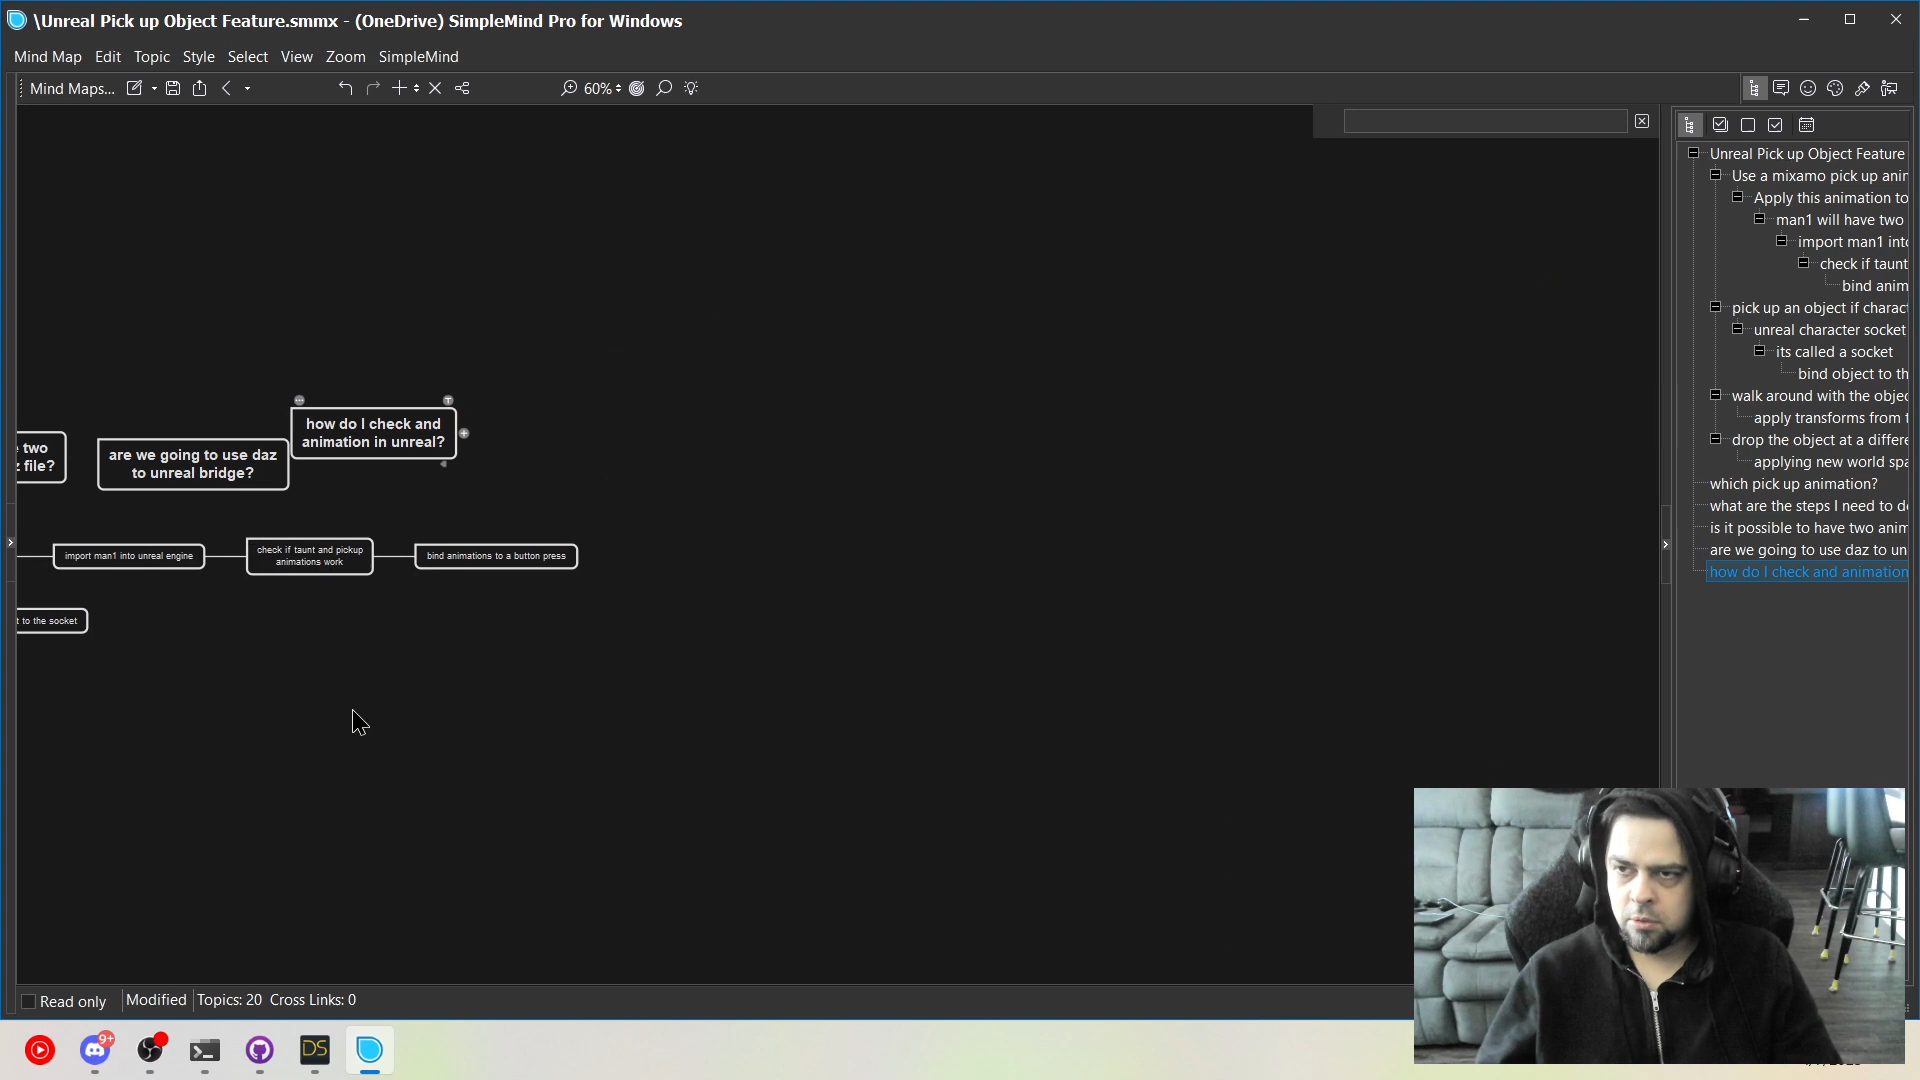 \Unreal Pick up Object Feature.smmx - (OneDrive) SimpleMind Pro for Windows
Mind Map Edit Topic Style Select View Zoom SimpleMind
Mind Maps... 60%
Unreal Pick up Object Feature
Use a mixamo pick up anim
Apply this animation to
man1 will have two
import man1 into
check if taunt
bind anim
pick up an object if charact
unreal character socket
its called a socket
bind object to th
walk around with the objec
apply transforms from t
drop the object at a differe
applying new world spa
which pick up animation?
what are the steps I need to do
is it possible to have two anim
are we going to use daz to un
how do I check and animation
how do I check and
animation in unreal?
two
file?
are we going to use daz
to unreal bridge?
import man1 into unreal engine
check if taunt and pickup
animations work
bind animations to a button press
t to the socket
Read only Modified Topics: 20 Cross Links: 0
9+
DS